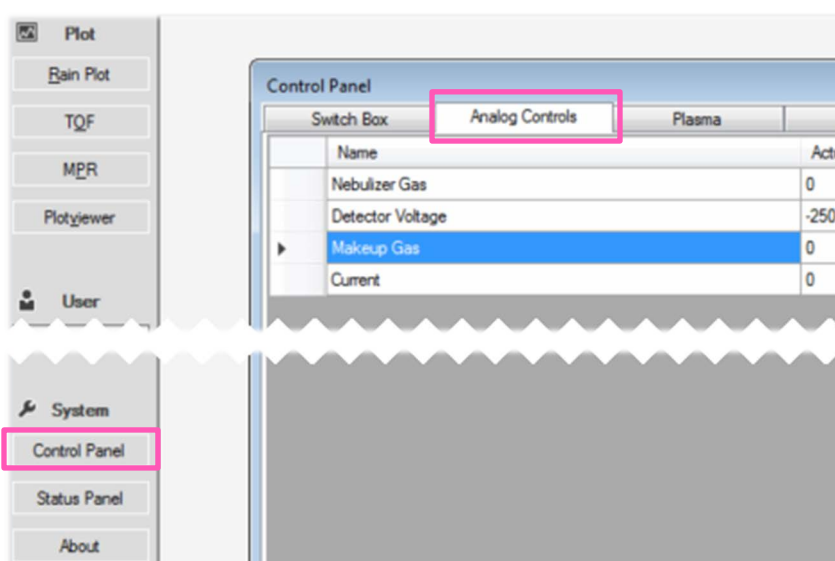 Plot
Rain Plot
TOF
MPR
Plotviewer
User
System
Control Panel
Status Panel
About
Control Panel
Switch Box Analog Controls Plasma
Name
Nebulizer Gas 0
Detector Voltage -250
Makeup Gas 0
Current 0